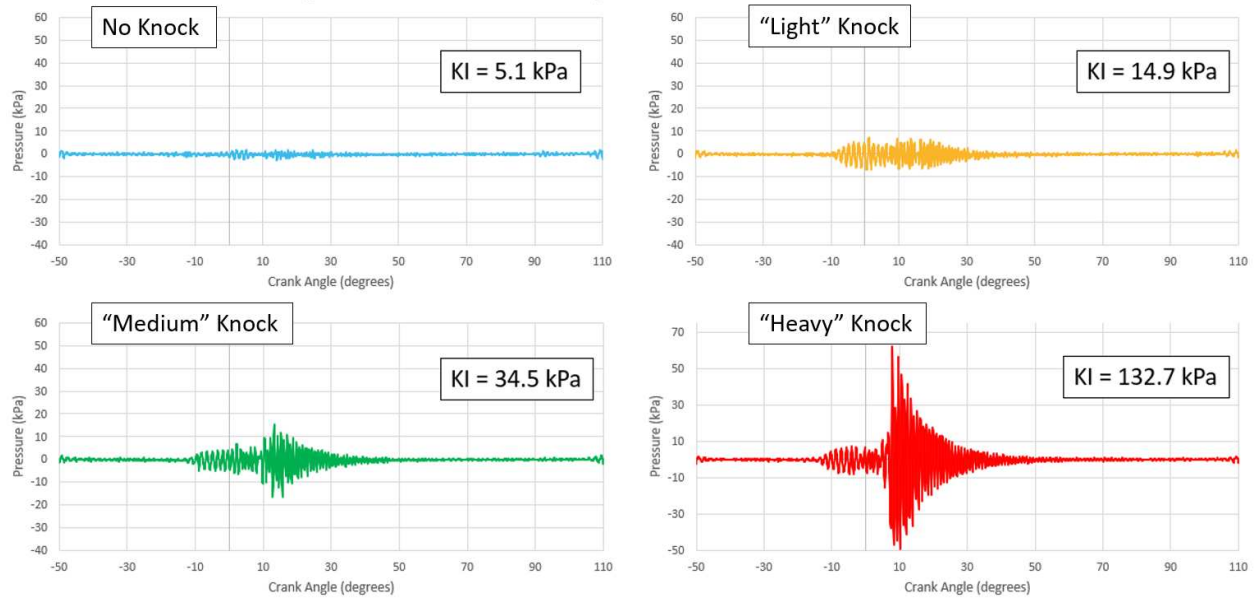 No Knock
KI = 5.1 kPa
60
50
40
30
20
10
0
-10
-20
-30
-40
Pressure (kPa)
-50 -30 -10 10 30 50 70 90 110
Crank Angle (degrees)
“Light” Knock
KI = 14.9 kPa
60
50
40
30
20
10
0
-10
-20
-30
-40
Pressure (kPa)
-50 -30 -10 10 30 50 70 90 110
Crank Angle (degrees)
“Medium” Knock
KI = 34.5 kPa
60
50
40
30
20
10
0
-10
-20
-30
-40
Pressure (kPa)
-50 -30 -10 10 30 50 70 90 110
Crank Angle (degrees)
“Heavy” Knock
KI = 132.7 kPa
70
50
30
10
-10
-30
-50
Pressure (kPa)
-50 -30 -10 10 30 50 70 90 110
Crank Angle (degrees)